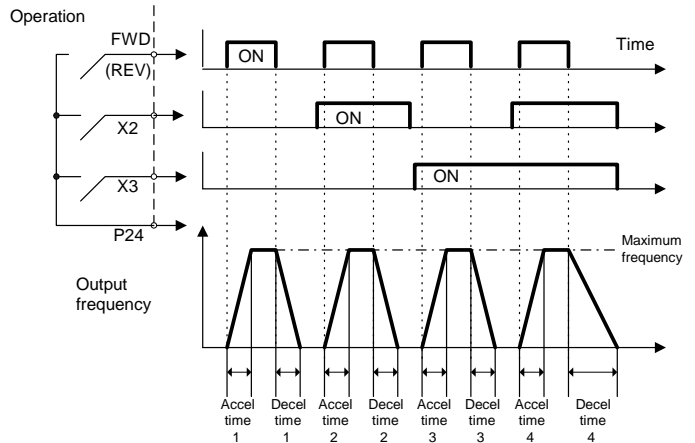 Operation
FWD
(REV)
ON
Time
X2
ON
X3
ON
P24
Maximum
frequency
Output
frequency
Accel
time
1
Decel
time
1
Accel
time
2
Decel
time
2
Accel
time
3
Decel
time
3
Accel
time
4
Decel
time
4